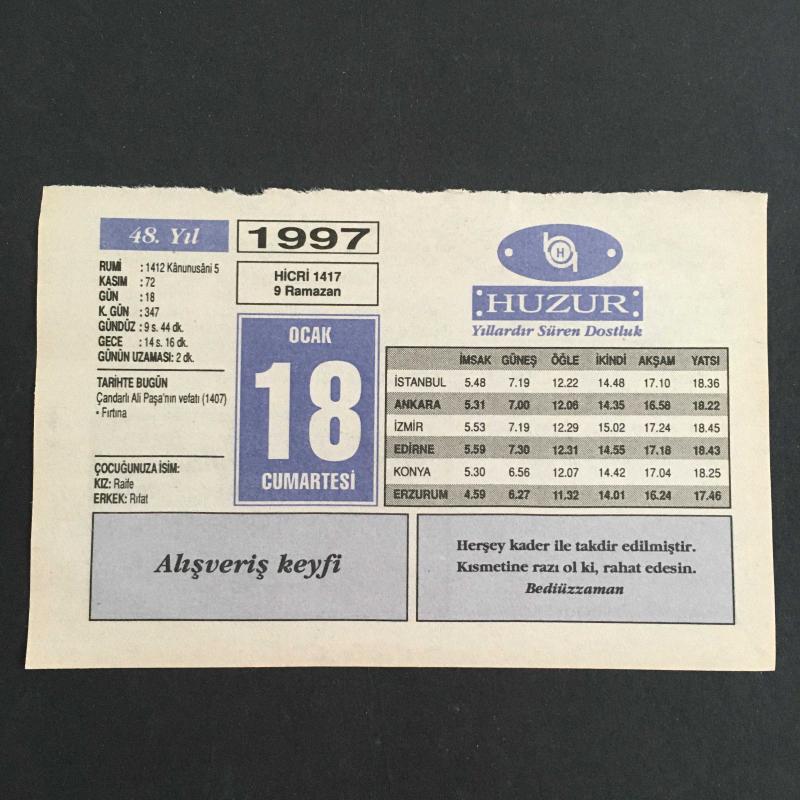 48. Yıl
1997
RUMİ : 1412 Kânunusâni 5
KASIM : 72
GÜN : 18
K. GÜN : 347
GÜNDÜZ : 9 s. 44 dk.
GECE : 14 s. 16 dk.
GÜNÜN UZAMASI: 2 dk.
HİCRİ 1417
9 Ramazan
TARİHTE BUGÜN
Çandarlı Ali Paşa'nın vefatı (1407)
• Fırtına
ÇOCUĞUNUZA İSİM:
KIZ: Raife
ERKEK: Rıfat
OCAK
18
CUMARTESİ
H
HUZUR
Yıllardır Süren Dostluk
İMSAK GÜNEŞ ÖĞLE İKİNDİ AKŞAM YATSI
İSTANBUL 5.48 7.19 12.22 14.48 17.10 18.36
ANKARA 5.31 7.00 12.06 14.35 16.58 18.22
İZMİR 5.53 7.19 12.29 15.02 17.24 18.45
EDİRNE 5.59 7.30 12.31 14.55 17.18 18.43
KONYA 5.30 6.56 12.07 14.42 17.04 18.25
ERZURUM 4.59 6.27 11.32 14.01 16.24 17.46
Alışveriş keyfi
Herşey kader ile takdir edilmiştir.
Kısmetine razı ol ki, rahat edesin.
Bediüzzaman